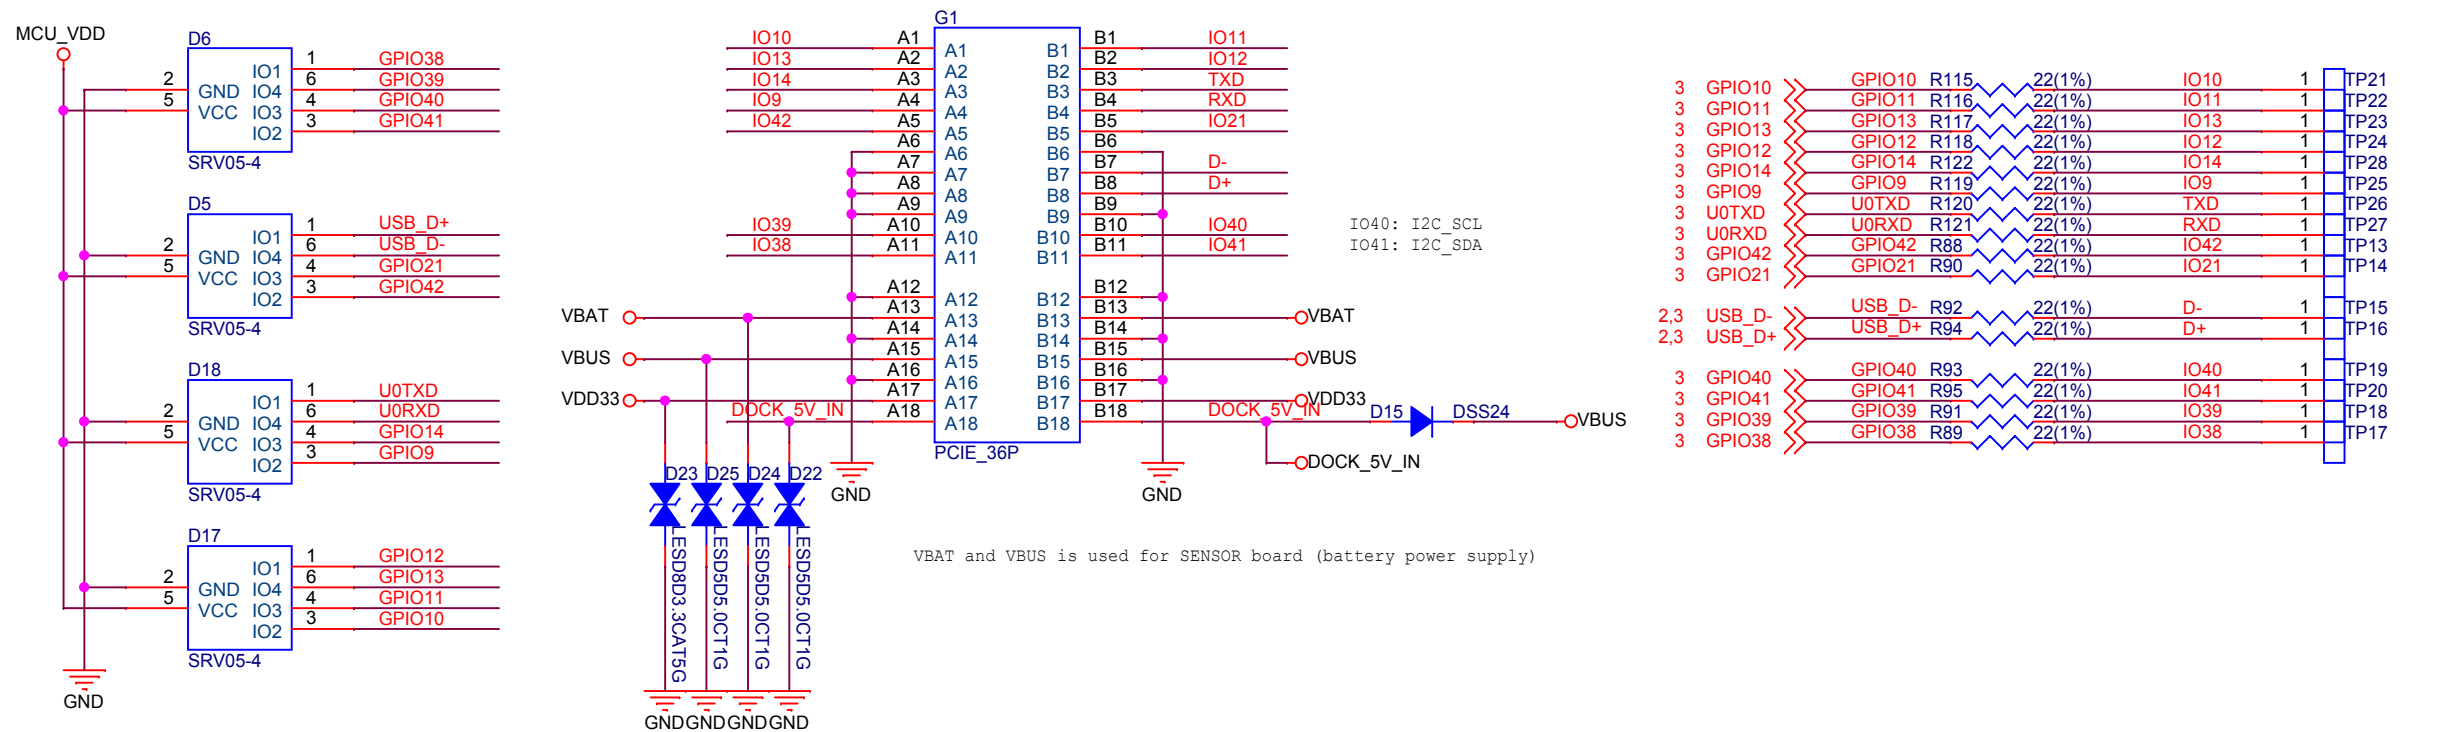 MCU_VDD
D6
2 GND IO1 1 GPIO38
5 VCC IO4 6 GPIO39
IO3 4 GPIO40
IO2 3 GPIO41
SRV05-4
D5
IO1 1 USB_D+
2 GND IO4 6 USB_D-
5 VCC IO3 4 GPIO21
IO2 3 GPIO42
SRV05-4
D18
IO1 1 U0TXD
2 GND IO4 6 U0RXD
5 VCC IO3 4 GPIO14
IO2 3 GPIO9
SRV05-4
D17
IO1 1 GPIO12
2 GND IO4 6 GPIO13
5 VCC IO3 4 GPIO11
IO2 3 GPIO10
SRV05-4
GND
G1
IO10 A1 A1 B1 B1 IO11
IO13 A2 A2 B2 B2 IO12
IO14 A3 A3 B3 B3 TXD
IO9 A4 A4 B4 B4 RXD
IO42 A5 A5 B5 B5 IO21
A6 A6 B6 B6
A7 A7 B7 B7 D-
A8 A8 B8 B8 D+
A9 A9 B9 B9
IO39 A10 A10 B10 B10 IO40
IO38 A11 A11 B11 B11 IO41
A12 A12 B12 B12
VBAT A13 A13 B13 B13 VBAT
A14 A14 B14 B14
VBUS A15 A15 B15 B15 VBUS
A16 A16 B16 B16
VDD33 A17 A17 B17 B17 VDD33
DOCK_5V_IN A18 A18 B18 B18 DOCK_5V_IN D15 DSS24 VBUS
PCIE_36P
DOCK_5V_IN
GND
GND
IO40: I2C_SCL
IO41: I2C_SDA
D23 D25 D24 D22
LESD8D3.3CAT5G
LESD5D5.0CT1G
LESD5D5.0CT1G
LESD5D5.0CT1G
GND GND GND GND
VBAT and VBUS is used for SENSOR board (battery power supply)
3 GPIO10 GPIO10 R115 22(1%) IO10 1 TP21
3 GPIO11 GPIO11 R116 22(1%) IO11 1 TP22
3 GPIO13 GPIO13 R117 22(1%) IO13 1 TP23
3 GPIO12 GPIO12 R118 22(1%) IO12 1 TP24
3 GPIO14 GPIO14 R122 22(1%) IO14 1 TP28
3 GPIO9 GPIO9 R119 22(1%) IO9 1 TP25
3 U0TXD U0TXD R120 22(1%) TXD 1 TP26
3 U0RXD U0RXD R121 22(1%) RXD 1 TP27
3 GPIO42 GPIO42 R88 22(1%) IO42 1 TP13
3 GPIO21 GPIO21 R90 22(1%) IO21 1 TP14
2,3 USB_D- USB_D- R92 22(1%) D- 1 TP15
2,3 USB_D+ USB_D+ R94 22(1%) D+ 1 TP16
3 GPIO40 GPIO40 R93 22(1%) IO40 1 TP19
3 GPIO41 GPIO41 R95 22(1%) IO41 1 TP20
3 GPIO39 GPIO39 R91 22(1%) IO39 1 TP18
3 GPIO38 GPIO38 R89 22(1%) IO38 1 TP17